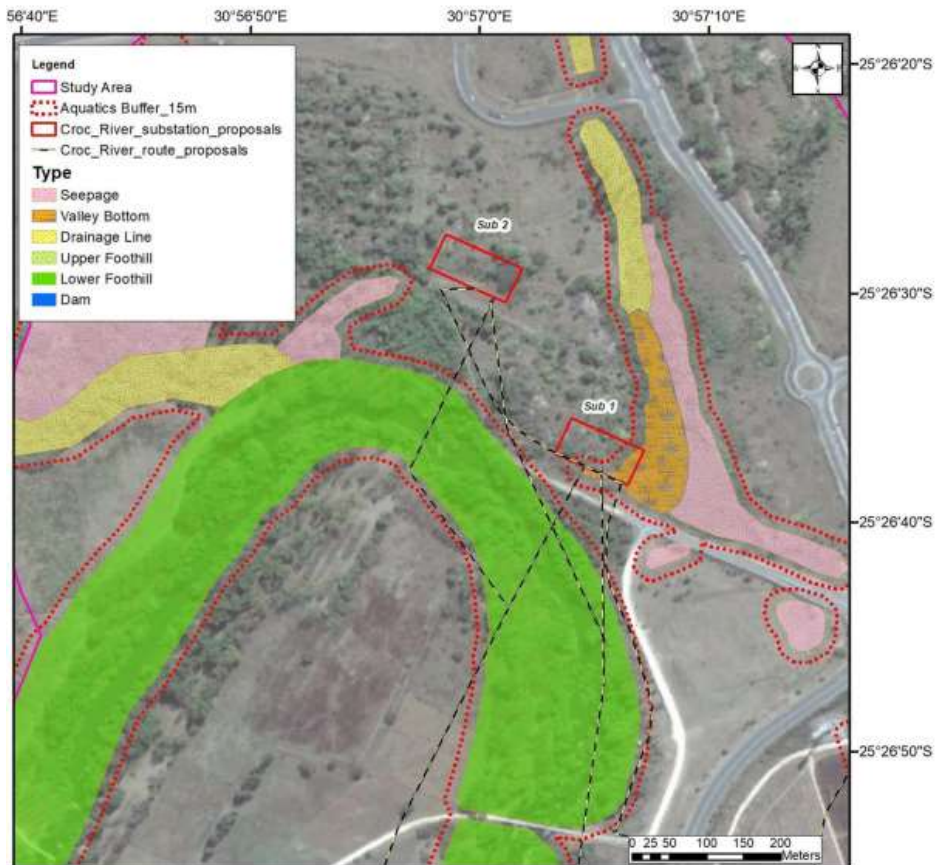 56'40"E 30°56'50"E 30°57'00"E 30°57'10"E
25°26'20"S
N
Legend
Study Area
Aquatics Buffer_15m
Croc_River_substation_proposals
Croc_River_route_proposals
Type
Seepage
Valley Bottom
Drainage Line
Upper Foothill
Lower Foothill
Dam
Sub 2
25°26'30"S
Sub 1
25°26'40"S
25°26'50"S
0 25 50 100 150 200
Meters